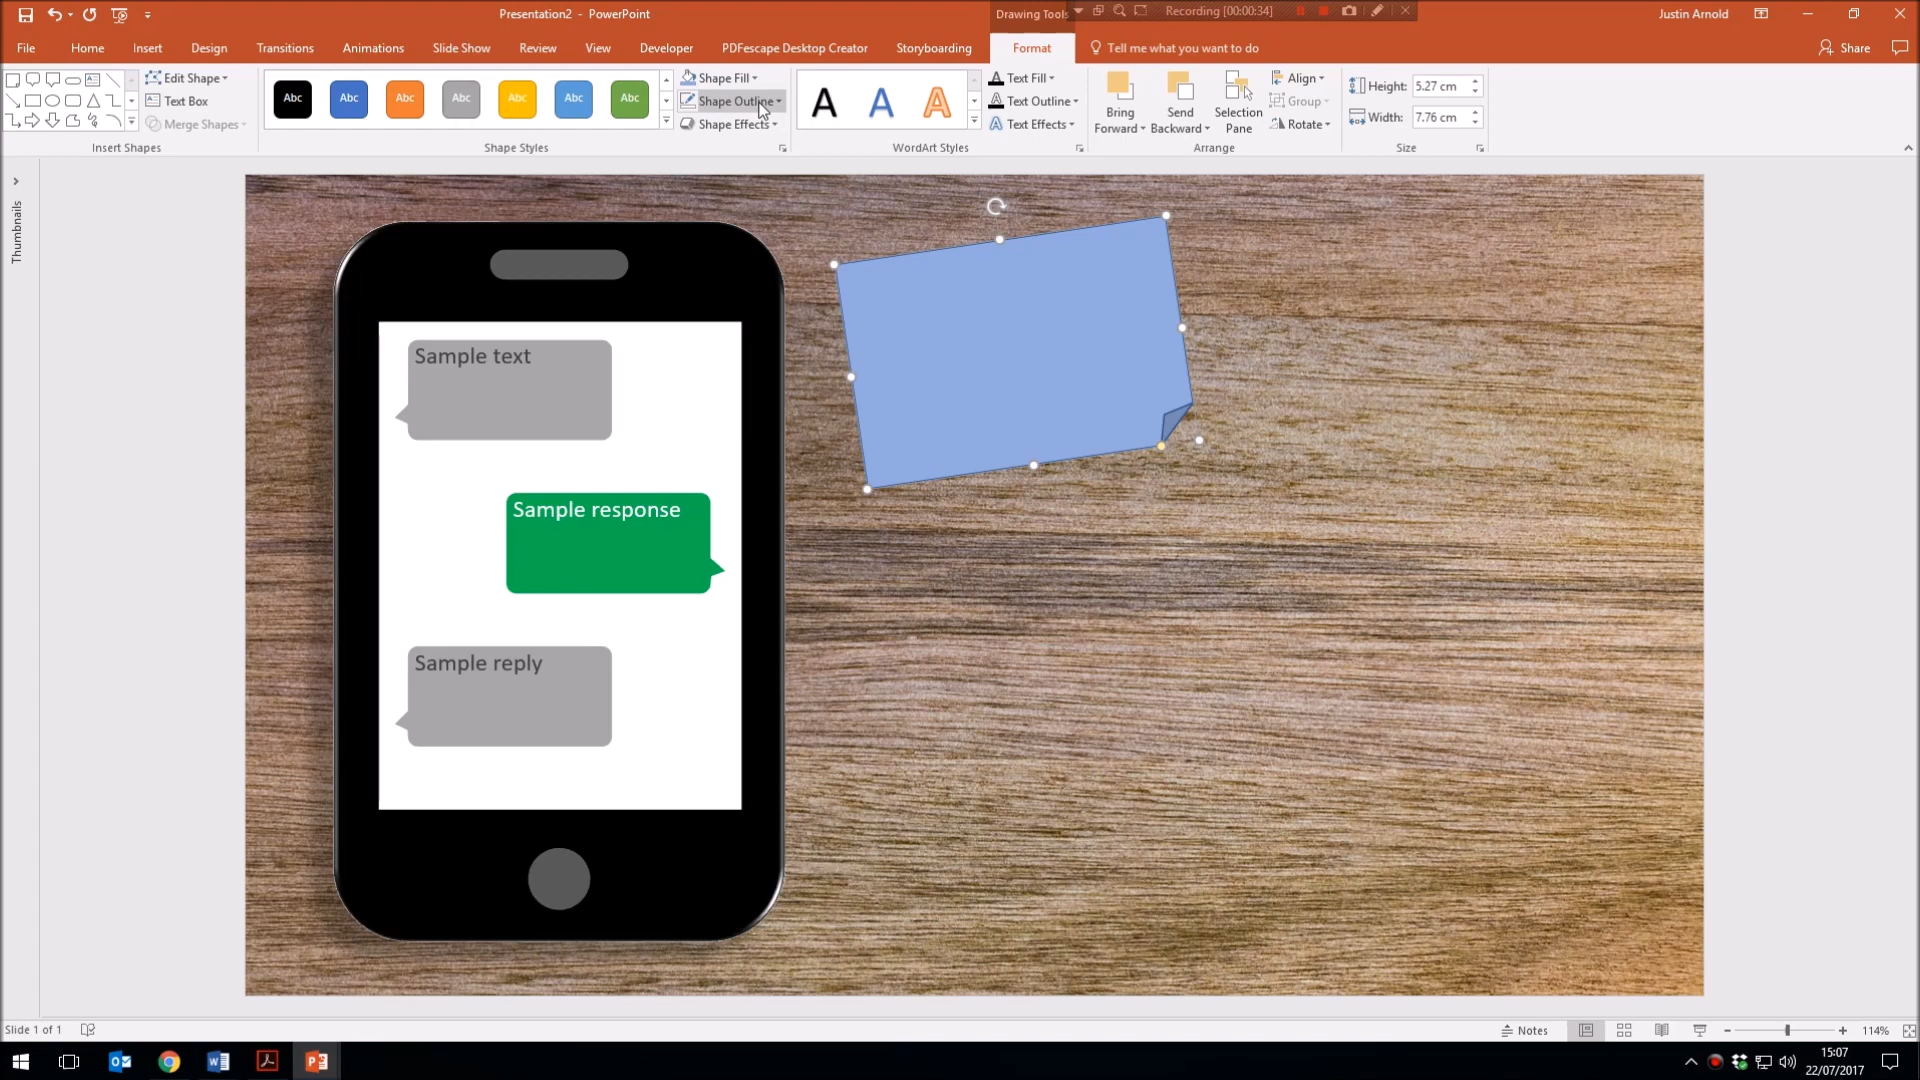 Presentation2 - PowerPoint
Drawing Tools
Recording [00:00:34]
Justin Arnold
File
Home
Insert
Design
Transitions
Animations
Slide Show
Review
View
Developer
PDFescape Desktop Creator
Storyboarding
Format
Tell me what you want to do
Share
Edit Shape
Text Box
Merge Shapes
Insert Shapes
Abc
Abc
Abc
Abc
Abc
Abc
Abc
Shape Fill
Shape Outline
Shape Effects
Shape Styles
A
A
A
Text Fill
Text Outline
Text Effects
WordArt Styles
Bring
Forward
Send
Backward
Selection
Pane
Align
Group
Rotate
Arrange
Height: 5.27 cm
Width: 7.76 cm
Size
Thumbnails
Sample text
Sample response
Sample reply
Slide 1 of 1
Notes
114%
15:07
22/07/2017